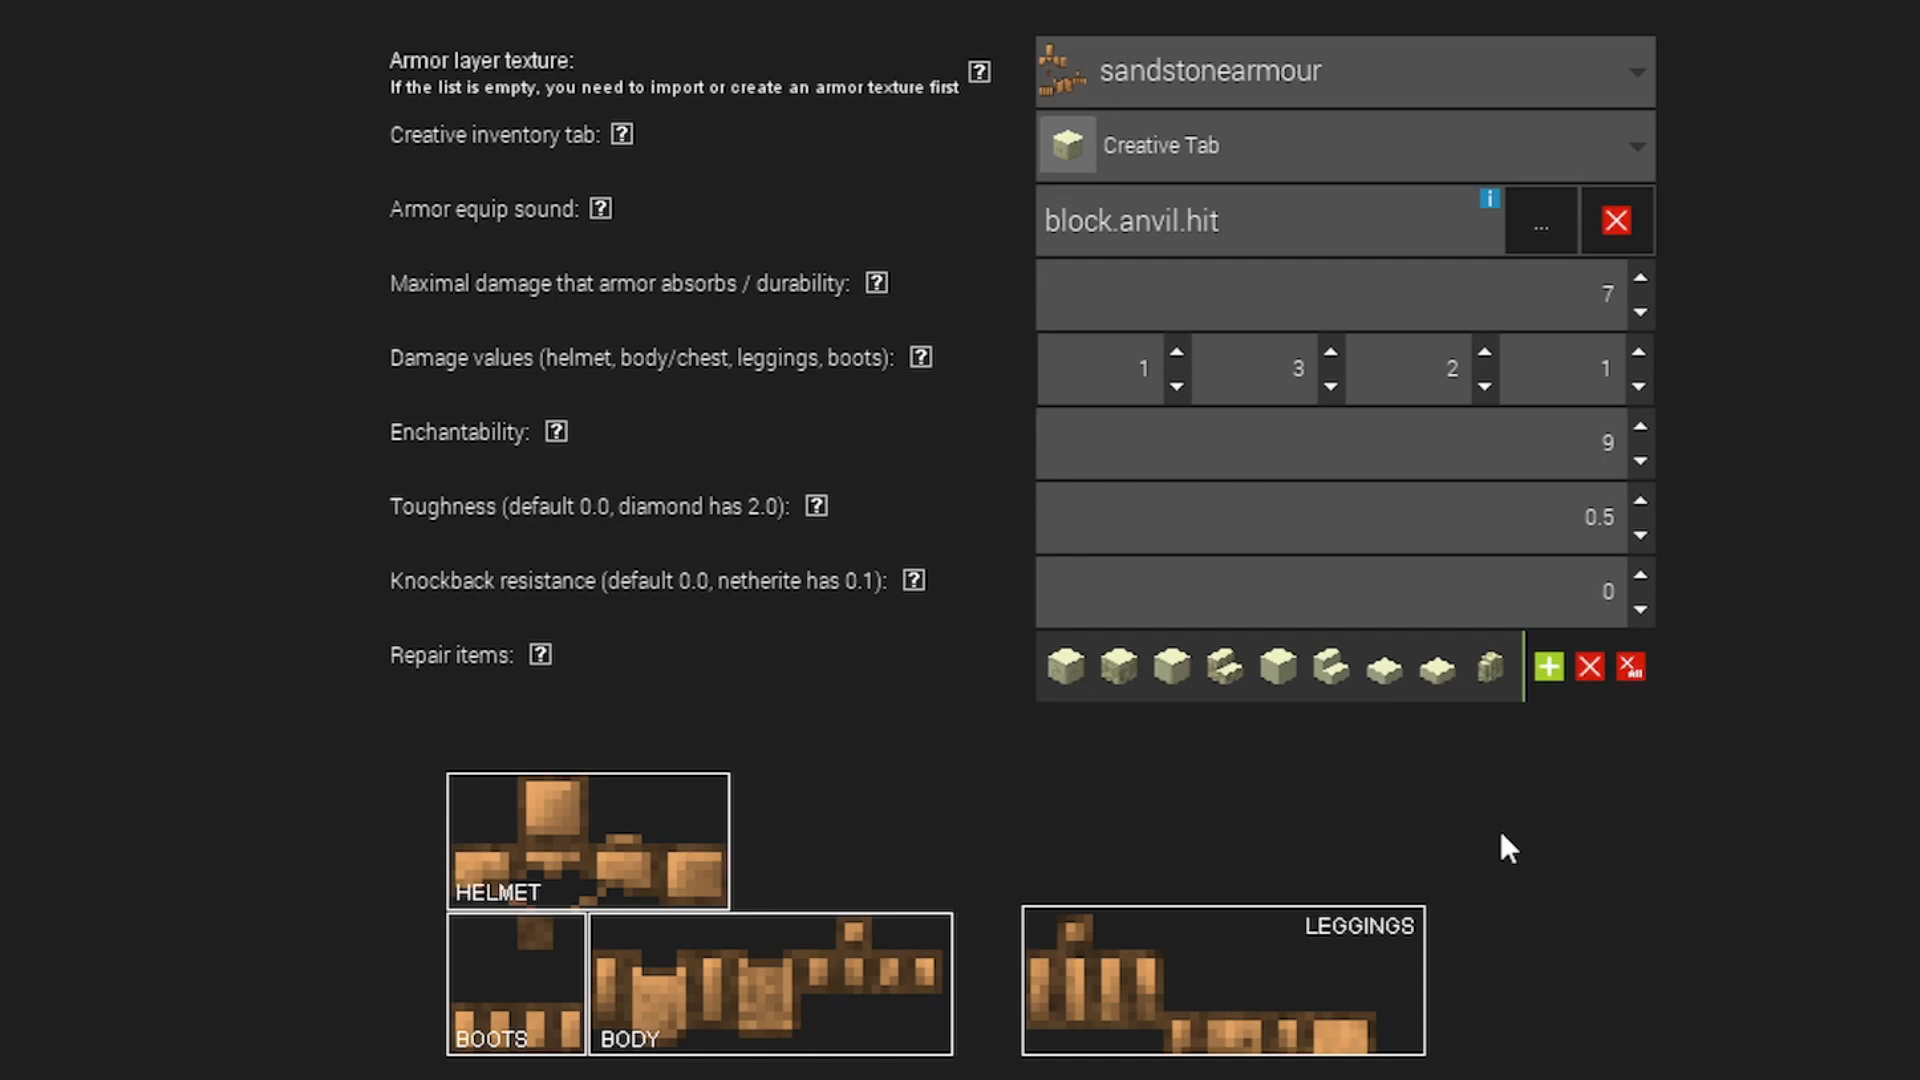 Armor layer texture:
If the list is empty, you need to import or create an armor texture first ?
sandstonearmour
Creative inventory tab: ?
Creative Tab
Armor equip sound: ?
block.anvil.hit
i
...
Maximal damage that armor absorbs / durability: ?
7
Damage values (helmet, body/chest, leggings, boots): ?
1 3 2 1
Enchantability: ?
9
Toughness (default 0.0, diamond has 2.0): ?
0.5
Knockback resistance (default 0.0, netherite has 0.1): ?
0
Repair items: ?
All
HELMET
LEGGINGS
BOOTS
BODY